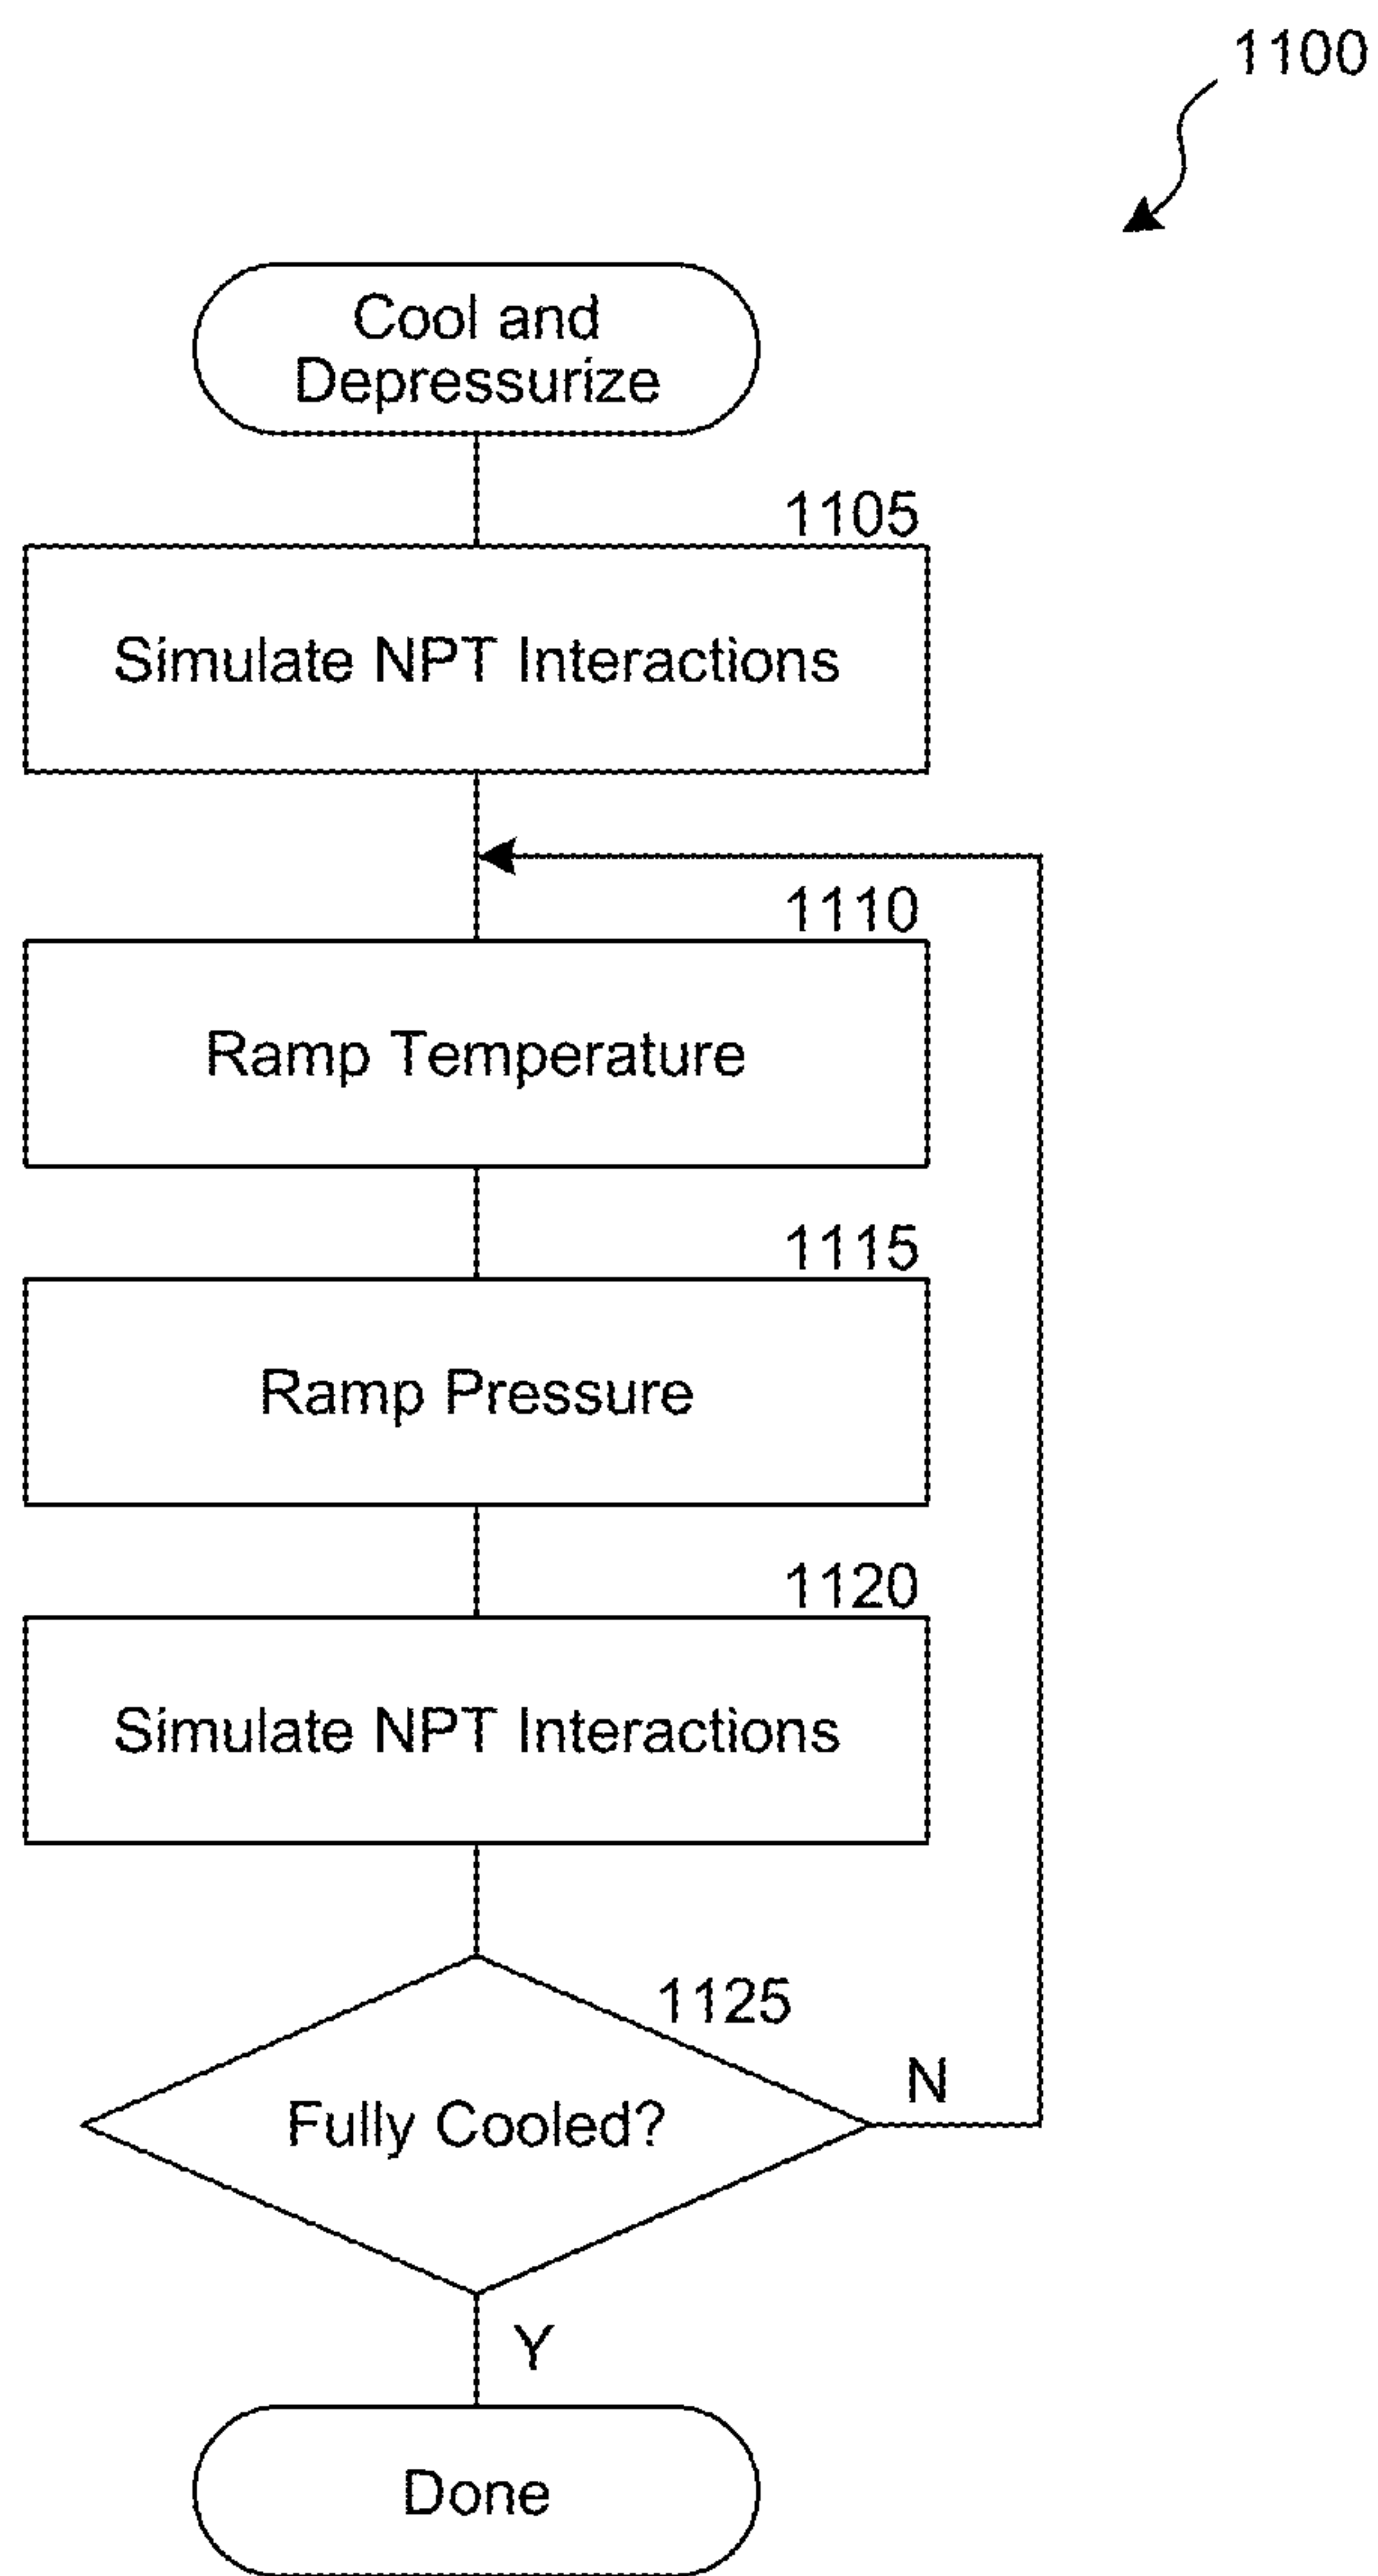 1100
Cool and
Depressurize
1105
Simulate NPT Interactions
1110
Ramp Temperature
1115
Ramp Pressure
1120
Simulate NPT Interactions
1125
N
Fully Cooled?
Y
Done